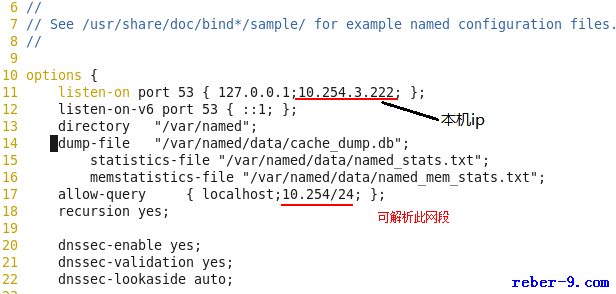 6 //
7 // See /usr/share/doc/bind*/sample/ for example named configuration files.
8 //
9
10 options {
11 listen-on port 53 { 127.0.0.1;10.254.3.222; };
12 listen-on-v6 port 53 { ::1; };
本机ip
13 directory "/var/named";
14 dump-file "/var/named/data/cache_dump.db";
15 statistics-file "/var/named/data/named_stats.txt";
16 memstatistics-file "/var/named/data/named_mem_stats.txt";
17 allow-query { localhost;10.254/24; };
18 recursion yes;
可解析此网段
19
20 dnssec-enable yes;
21 dnssec-validation yes;
22 dnssec-lookaside auto;
reber-9.com